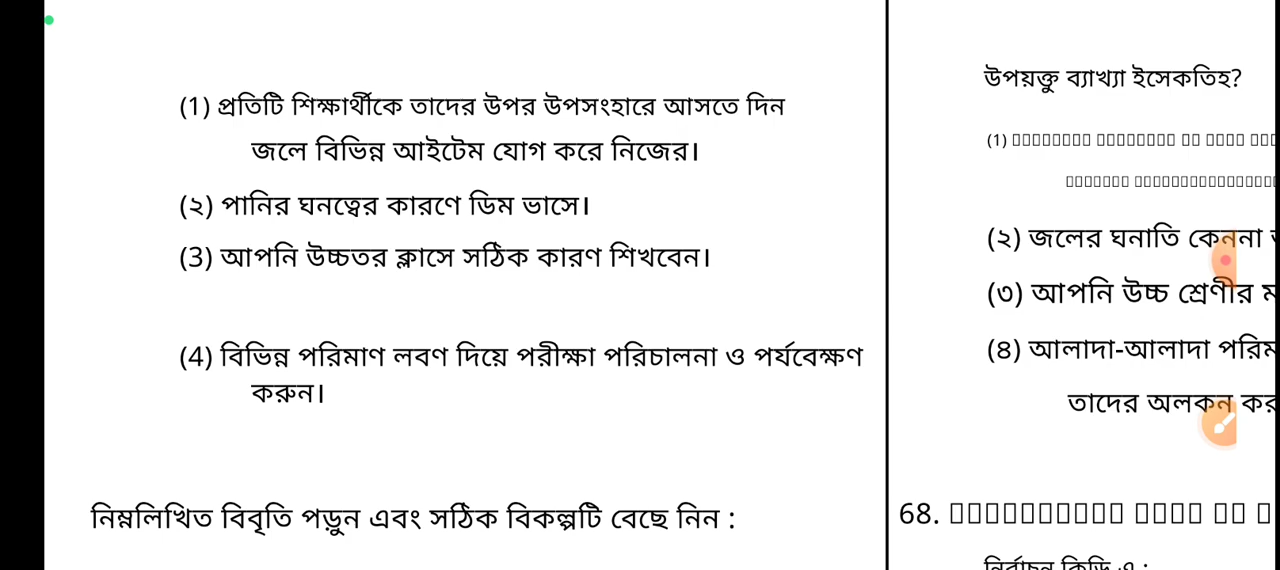 (1) প্রতিটি শিক্ষার্থীকে তাদের উপর উপসংহারে আসতে দিন
জলে বিভিন্ন আইটেম যোগ করে নিজের।
(২) পানির ঘনত্বের কারণে ডিম ভাসে।
(3) আপনি উচ্চতর ক্লাসে সঠিক কারণ শিখবেন।
(4) বিভিন্ন পরিমাণ লবণ দিয়ে পরীক্ষা পরিচালনা ও পর্যবেক্ষণ
করুন।
নিম্নলিখিত বিবৃতি পড়ুন এবং সঠিক বিকল্পটি বেছে নিন :
উপয়ক্তু ব্যাখ্যা ইসেকতিহ?
(1)
(২) জলের ঘনাতি কেননা
(৩) আপনি উচ্চ শ্রেণীর
(৪) আলাদা-আলাদা
তাদের অলকন
68.